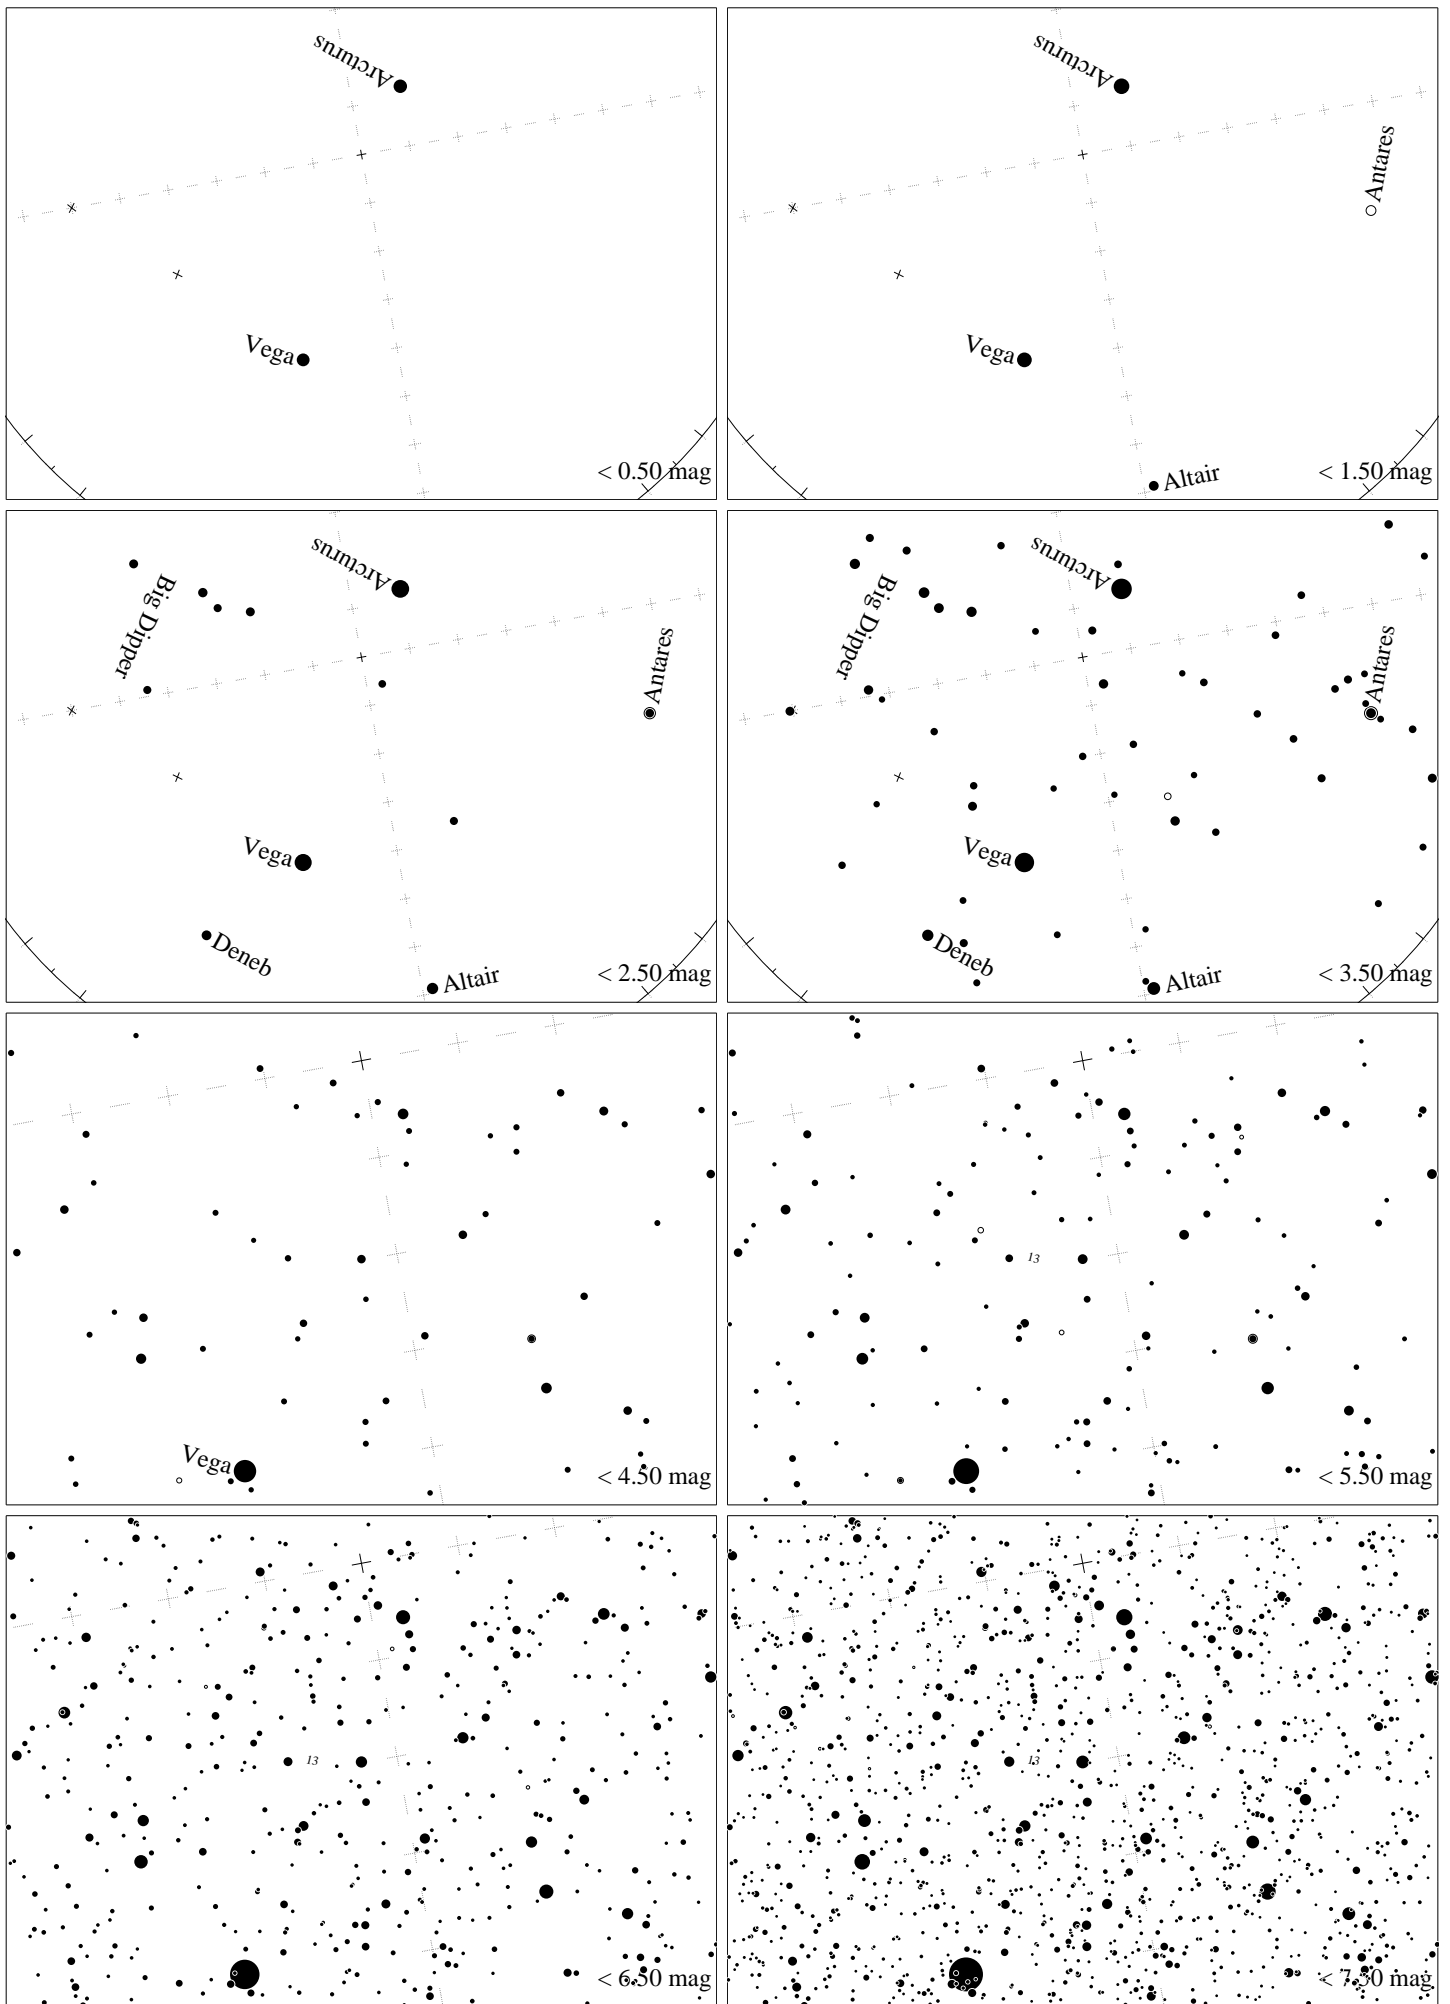 Arcturus
Vega
< 0.50 mag
Arcturus
Antares
Vega
Altair
< 1.50 mag
Arcturus
Big Dipper
Antares
Vega
Deneb
Altair
< 2.50 mag
Arcturus
Big Dipper
Antares
Vega
Deneb
Altair
< 3.50 mag
Vega
< 4.50 mag
13
< 5.50 mag
13
< 6.50 mag
13
< 7.50 mag